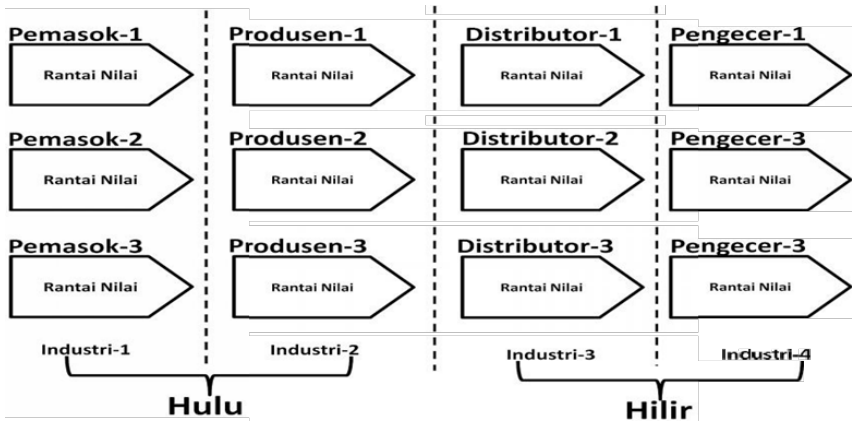 Pemasok-1 Produsen-1 Distributor-1 Pengecer-1
Rantai Nilai Rantai Nilai Rantai Nilai Rantai Nilai
Pemasok-2 Produsen-2 Distributor-2 Pengecer-3
Rantai Nilai Rantai Nilai Rantai Nilai Rantai Nilai
Pemasok-3 Produsen-3 Distributor-3 Pengecer-3
Rantai Nilai Rantai Nilai Rantai Nilai Rantai Nilai
Industri-1 Industri-2 Industri-3 Industri-4
Hulu Hilir